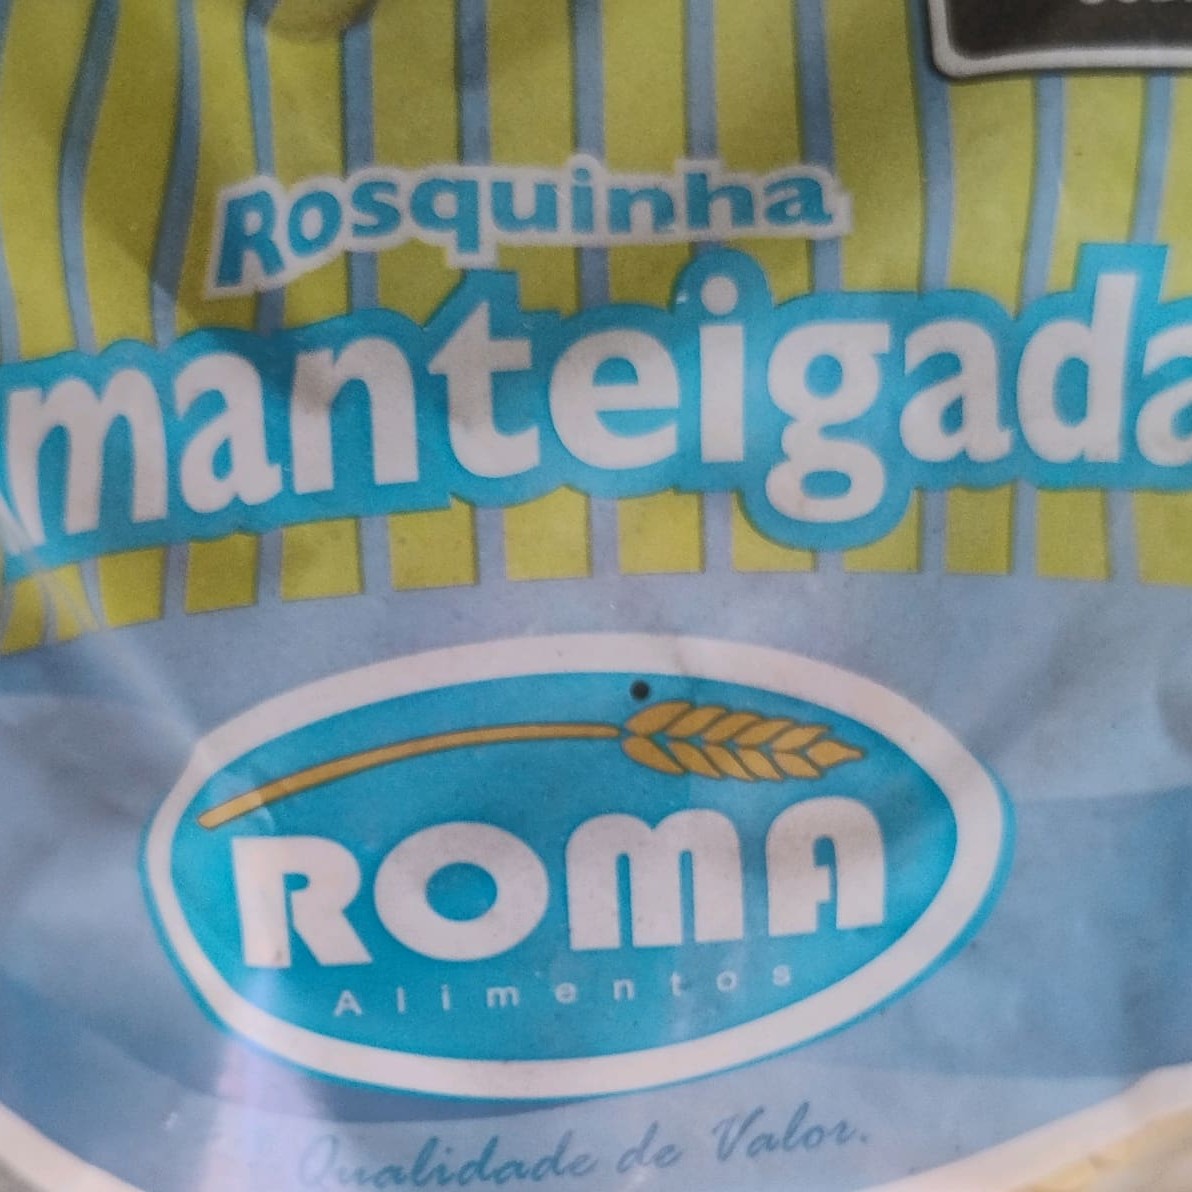 Rosquinha
manteigada
ROMA
Alimentos
Qualidade de Valor.